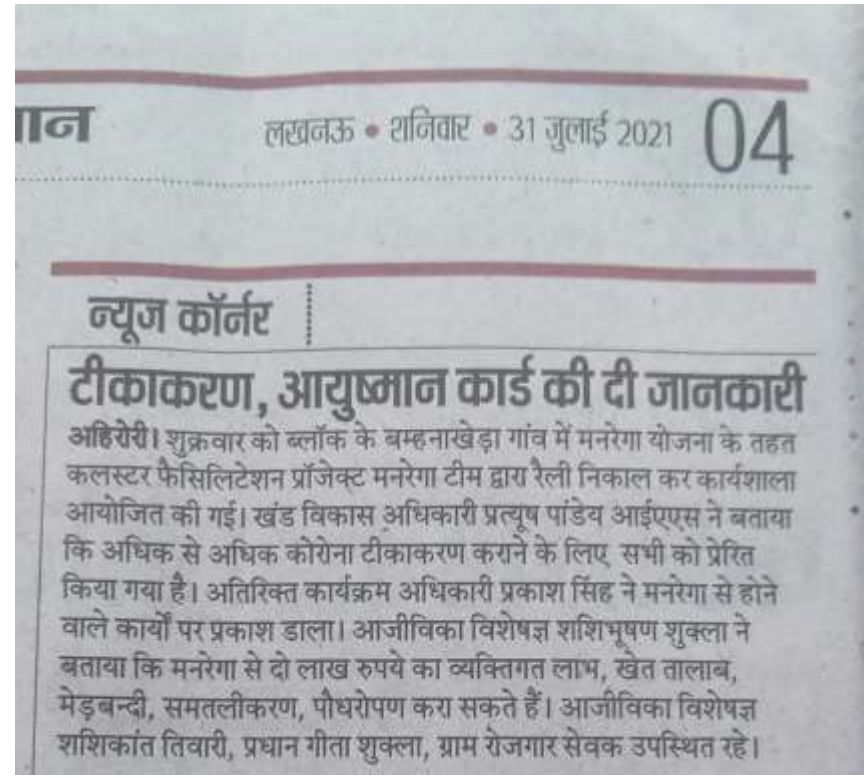 ान
लखनऊ • शनिवार • 31 जुलाई 2021 04
न्यूज कॉर्नर
टीकाकरण, आयुष्मान कार्ड की दी जानकारी
अहिरोरी। शुक्रवार को ब्लॉक के बम्हनाखेड़ा गांव में मनरेगा योजना के तहत
कलस्टर फैसिलिटेशन प्रॉजेक्ट मनरेगा टीम द्वारा रैली निकाल कर कार्यशाला
आयोजित की गई। खंड विकास अधिकारी प्रत्यूष पांडेय आईएएस ने बताया
कि अधिक से अधिक कोरोना टीकाकरण कराने के लिए सभी को प्रेरित
किया गया है। अतिरिक्त कार्यक्रम अधिकारी प्रकाश सिंह ने मनरेगा से होने
वाले कार्यों पर प्रकाश डाला। आजीविका विशेषज्ञ शशिभूषण शुक्ला ने
बताया कि मनरेगा से दो लाख रुपये का व्यक्तिगत लाभ, खेत तालाब,
मेड़बन्दी, समतलीकरण, पौधरोपण करा सकते हैं। आजीविका विशेषज्ञ
शशिकांत तिवारी, प्रधान गीता शुक्ला, ग्राम रोजगार सेवक उपस्थित रहे।